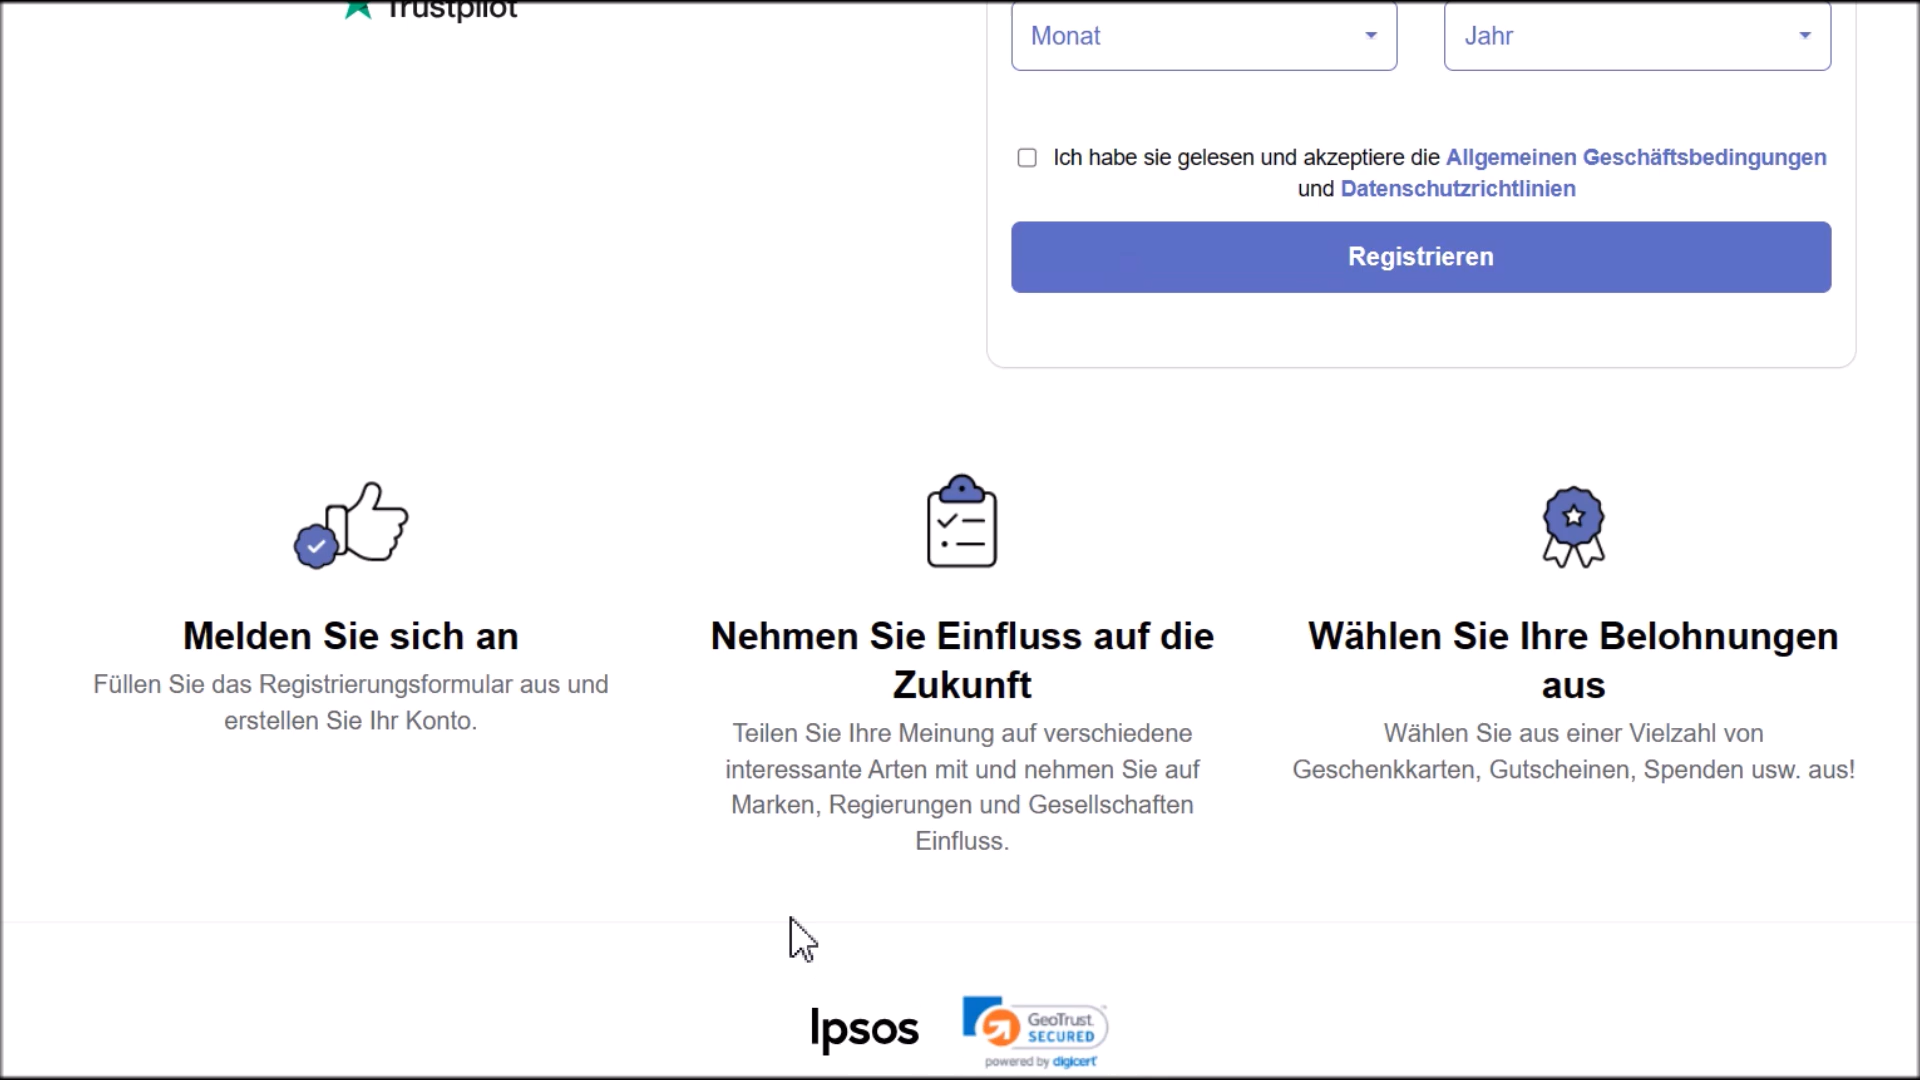 Trustpilot
Monat
Jahr
Ich habe sie gelesen und akzeptiere die Allgemeinen Geschäftsbedingungen
und Datenschutzrichtlinien
Registrieren
Melden Sie sich an
Füllen Sie das Registrierungsformular aus und
erstellen Sie Ihr Konto.
Nehmen Sie Einfluss auf die
Zukunft
Teilen Sie Ihre Meinung auf verschiedene
interessante Arten mit und nehmen Sie auf
Marken, Regierungen und Gesellschaften
Einfluss.
Wählen Sie Ihre Belohnungen
aus
Wählen Sie aus einer Vielzahl von
Geschenkkarten, Gutscheinen, Spenden usw. aus!
Ipsos
GeoTrust
SECURED
powered by digicert